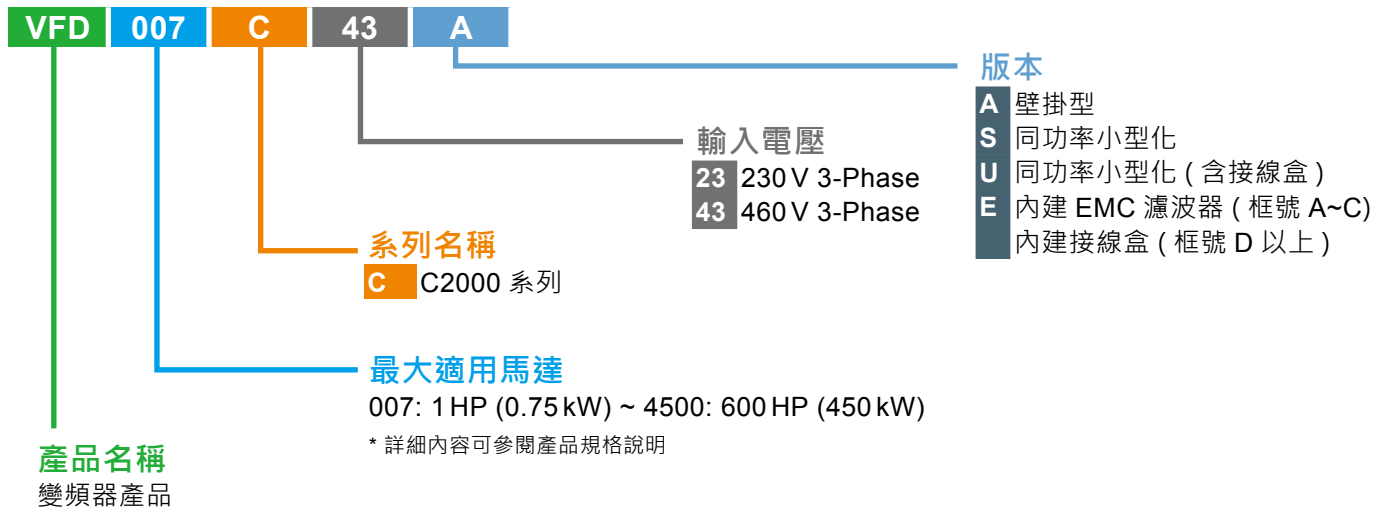 VFD 007 C 43 A
版本
A 壁掛型
S 同功率小型化
U 同功率小型化 ( 含接線盒 )
E 內建 EMC 濾波器 ( 框號 A~C)
內建接線盒 ( 框號 D 以上 )
輸入電壓
23 230 V 3-Phase
43 460 V 3-Phase
系列名稱
C C2000 系列
最大適用馬達
007: 1 HP (0.75 kW) ~ 4500: 600 HP (450 kW)
* 詳細內容可參閱產品規格說明
產品名稱
變頻器產品